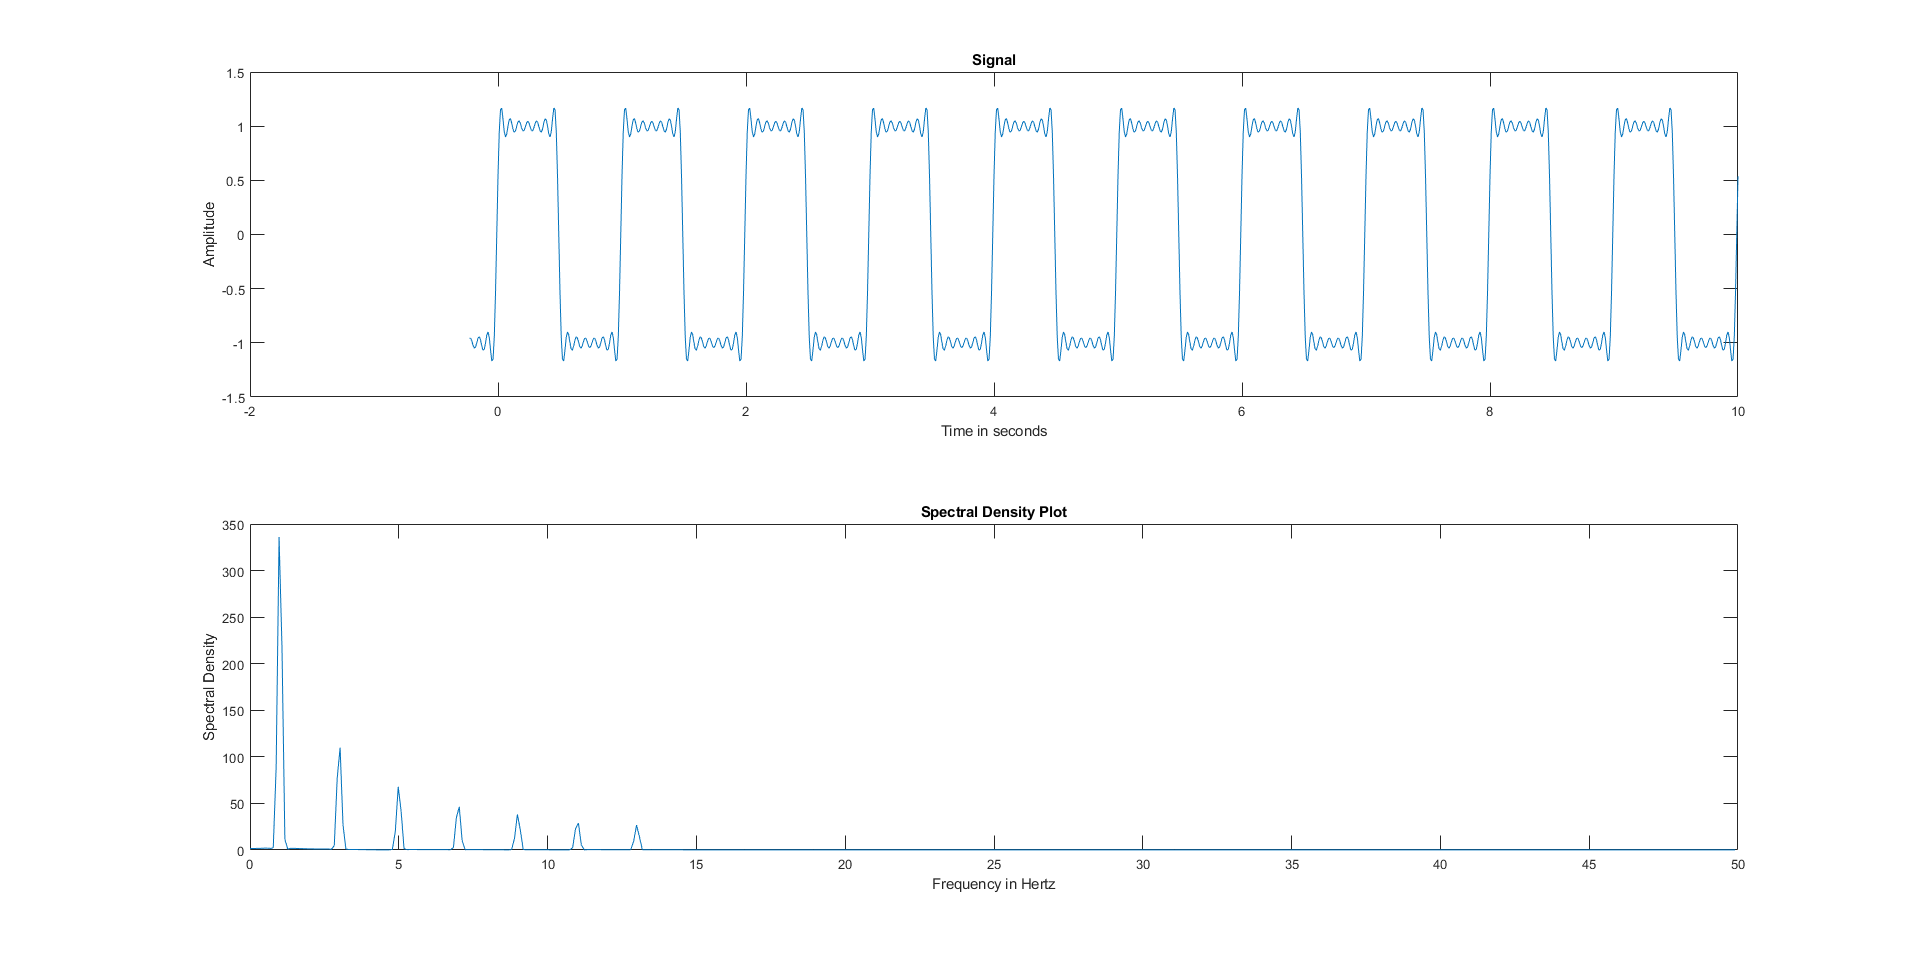 Signal
1.5
1
0.5
0
-0.5
-1
-1.5
Amplitude
-2 0 2 4 6 8 10
Time in seconds
Spectral Density Plot
350
300
250
200
150
100
50
0
Spectral Density
0 5 10 15 20 25 30 35 40 45 50
Frequency in Hertz